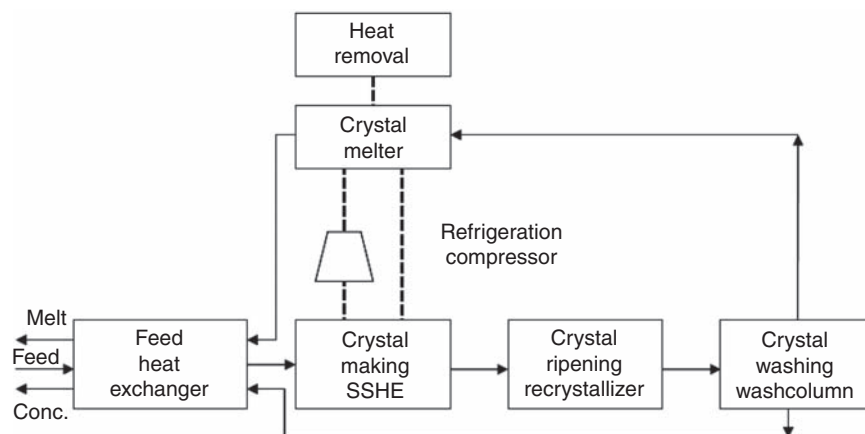 Heat
removal
Crystal
melter
Refrigeration
compressor
Melt
Feed
Conc.
Feed
heat
exchanger
Crystal
making
SSHE
Crystal
ripening
recrystallizer
Crystal
washing
washcolumn